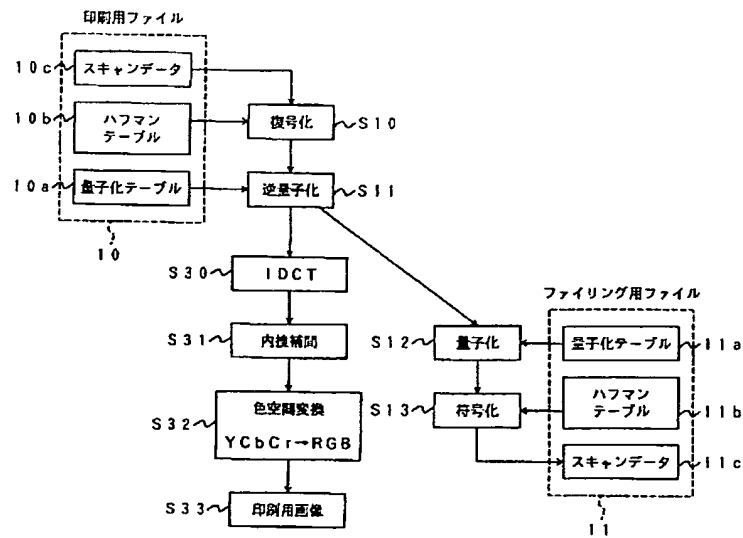 印刷用ファイル
10c
スキャンデータ
10b
ハフマン
テーブル
復号化
S10
10a
量子化テーブル
逆量子化
S11
10
S30
IDCT
ファイリング用ファイル
S31
内挿補間
S12
量子化
量子化テーブル
11a
S32
色空間変換
YCbCr→RGB
S13
符号化
ハフマン
テーブル
11b
スキャンデータ
11c
S33
印刷用画像
11